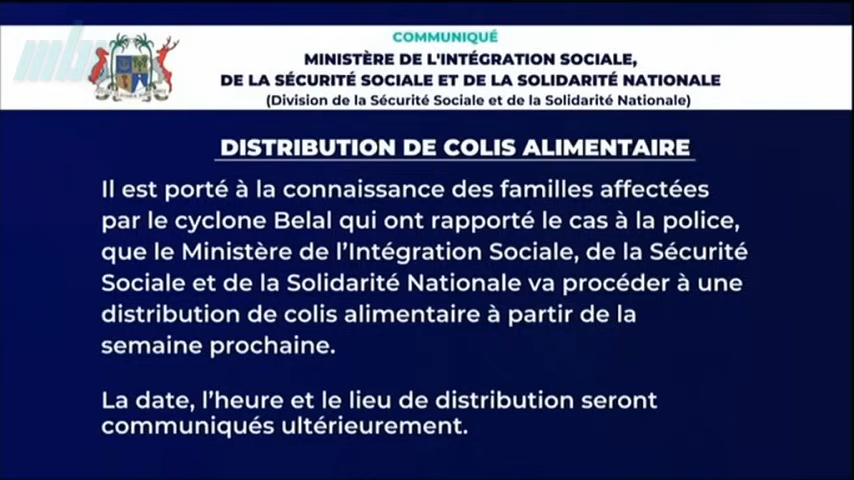 mbc
COMMUNIQUÉ
MINISTÈRE DE L'INTÉGRATION SOCIALE,
DE LA SÉCURITÉ SOCIALE ET DE LA SOLIDARITÉ NATIONALE
(Division de la Sécurité Sociale et de la Solidarité Nationale)
DISTRIBUTION DE COLIS ALIMENTAIRE
Il est porté à la connaissance des familles affectées
par le cyclone Belal qui ont rapporté le cas à la police,
que le Ministère de l'Intégration Sociale, de la Sécurité
Sociale et de la Solidarité Nationale va procéder à une
distribution de colis alimentaire à partir de la
semaine prochaine.
La date, l'heure et le lieu de distribution seront
communiqués ultérieurement.